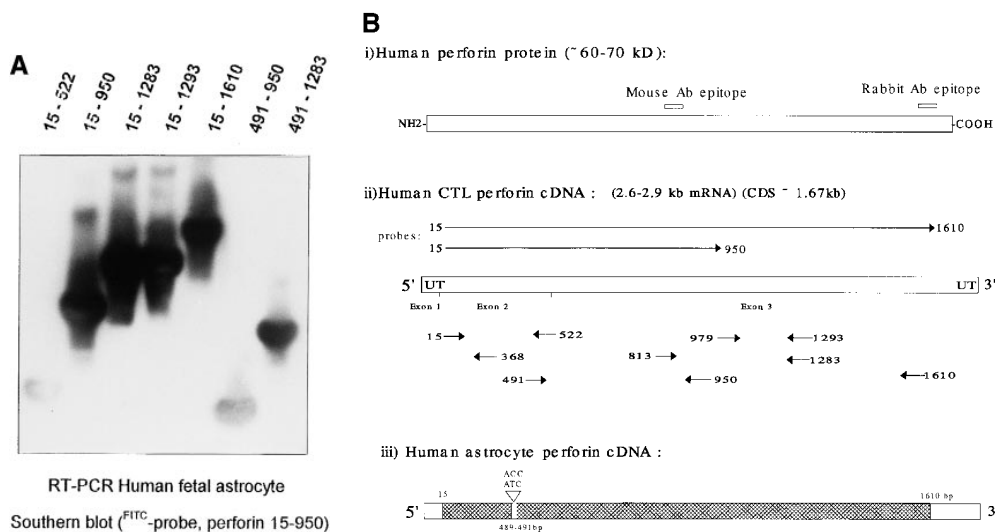 A
15 - 522
15 - 950
15 - 1283
15 - 1293
15 - 1610
491 - 950
491 - 1283
RT-PCR Human fetal astrocyte
Southern blot (FITC-probe, perforin 15-950)
B
i)Human perforin protein (~60-70 kD):
Mouse Ab epitope
Rabbit Ab epitope
NH2-
-COOH
ii)Human CTL perforin cDNA : (2.6-2.9 kb mRNA) (CDS ~ 1.67kb)
probes:
15
1610
15
950
5' UT
UT 3'
Exon 1
Exon 2
Exon 3
15
522
979
1293
368
813
1283
491
950
1610
iii) Human astrocyte perforin cDNA :
ACC
ATC
15
1610 bp
5'
3'
489-491bp